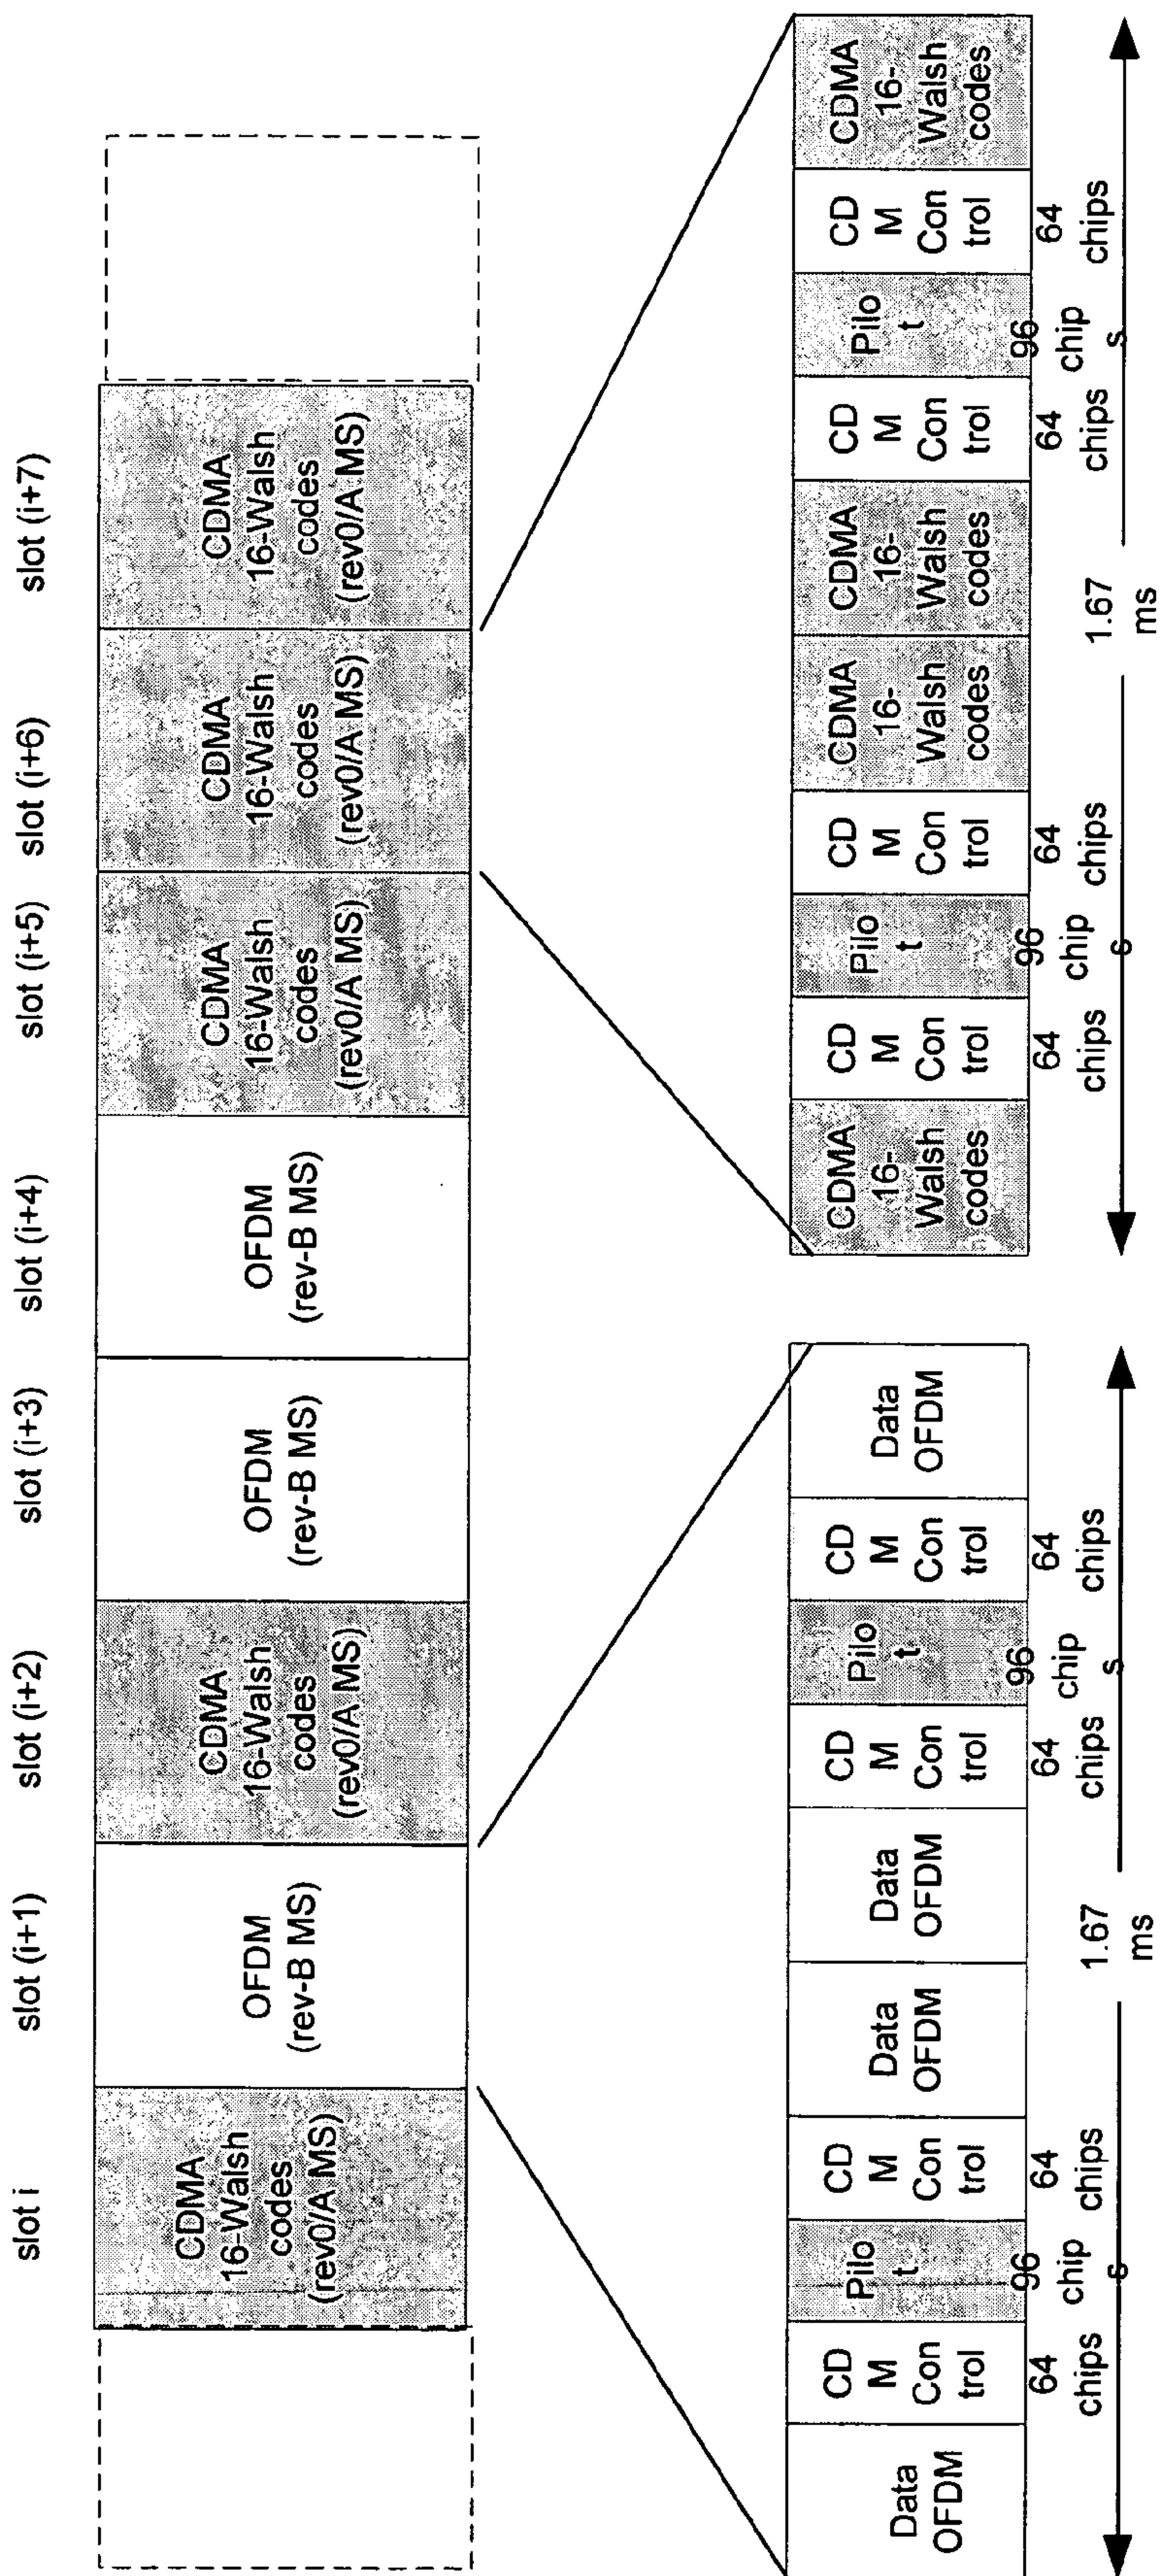 slot i
slot (i+1)
slot (i+2)
slot (i+3)
slot (i+4)
slot (i+5)
slot (i+6)
slot (i+7)
CDMA
16-Walsh
codes
(rev0/A MS)
OFDM
(rev-B MS)
CDMA
16-Walsh
codes
(rev0/A MS)
OFDM
(rev-B MS)
OFDM
(rev-B MS)
CDMA
16-Walsh
codes
(rev0/A MS)
CDMA
16-Walsh
codes
(rev0/A MS)
CDMA
16-Walsh
codes
(rev0/A MS)
Data
OFDM
CD
M
Con
trol
Pilo
t
CD
M
Con
trol
Data
OFDM
Data
OFDM
CD
M
Con
trol
Pilo
t
CD
M
Con
trol
Data
OFDM
64
chips
96
chip
s
64
chips
64
chips
96
chip
s
64
chips
1.67
ms
CDMA
16-
Walsh
codes
CD
M
Con
trol
Pilo
t
CD
M
Con
trol
CDMA
16-
Walsh
codes
CDMA
16-
Walsh
codes
CD
M
Con
trol
Pilo
t
CD
M
Con
trol
CDMA
16-
Walsh
codes
64
chips
96
chip
s
64
chips
64
chips
96
chip
s
64
chips
1.67
ms